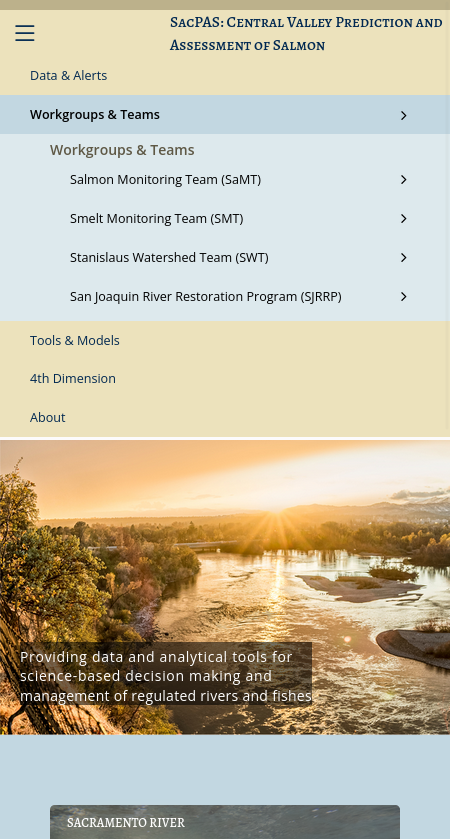 SacPAS: Central Valley Prediction and
Assessment of Salmon
Data & Alerts
Workgroups & Teams
Workgroups & Teams
Salmon Monitoring Team (SaMT)
Smelt Monitoring Team (SMT)
Stanislaus Watershed Team (SWT)
San Joaquin River Restoration Program (SJRRP)
Tools & Models
4th Dimension
About
Providing data and analytical tools for
science-based decision making and
management of regulated rivers and fishes
SACRAMENTO RIVER